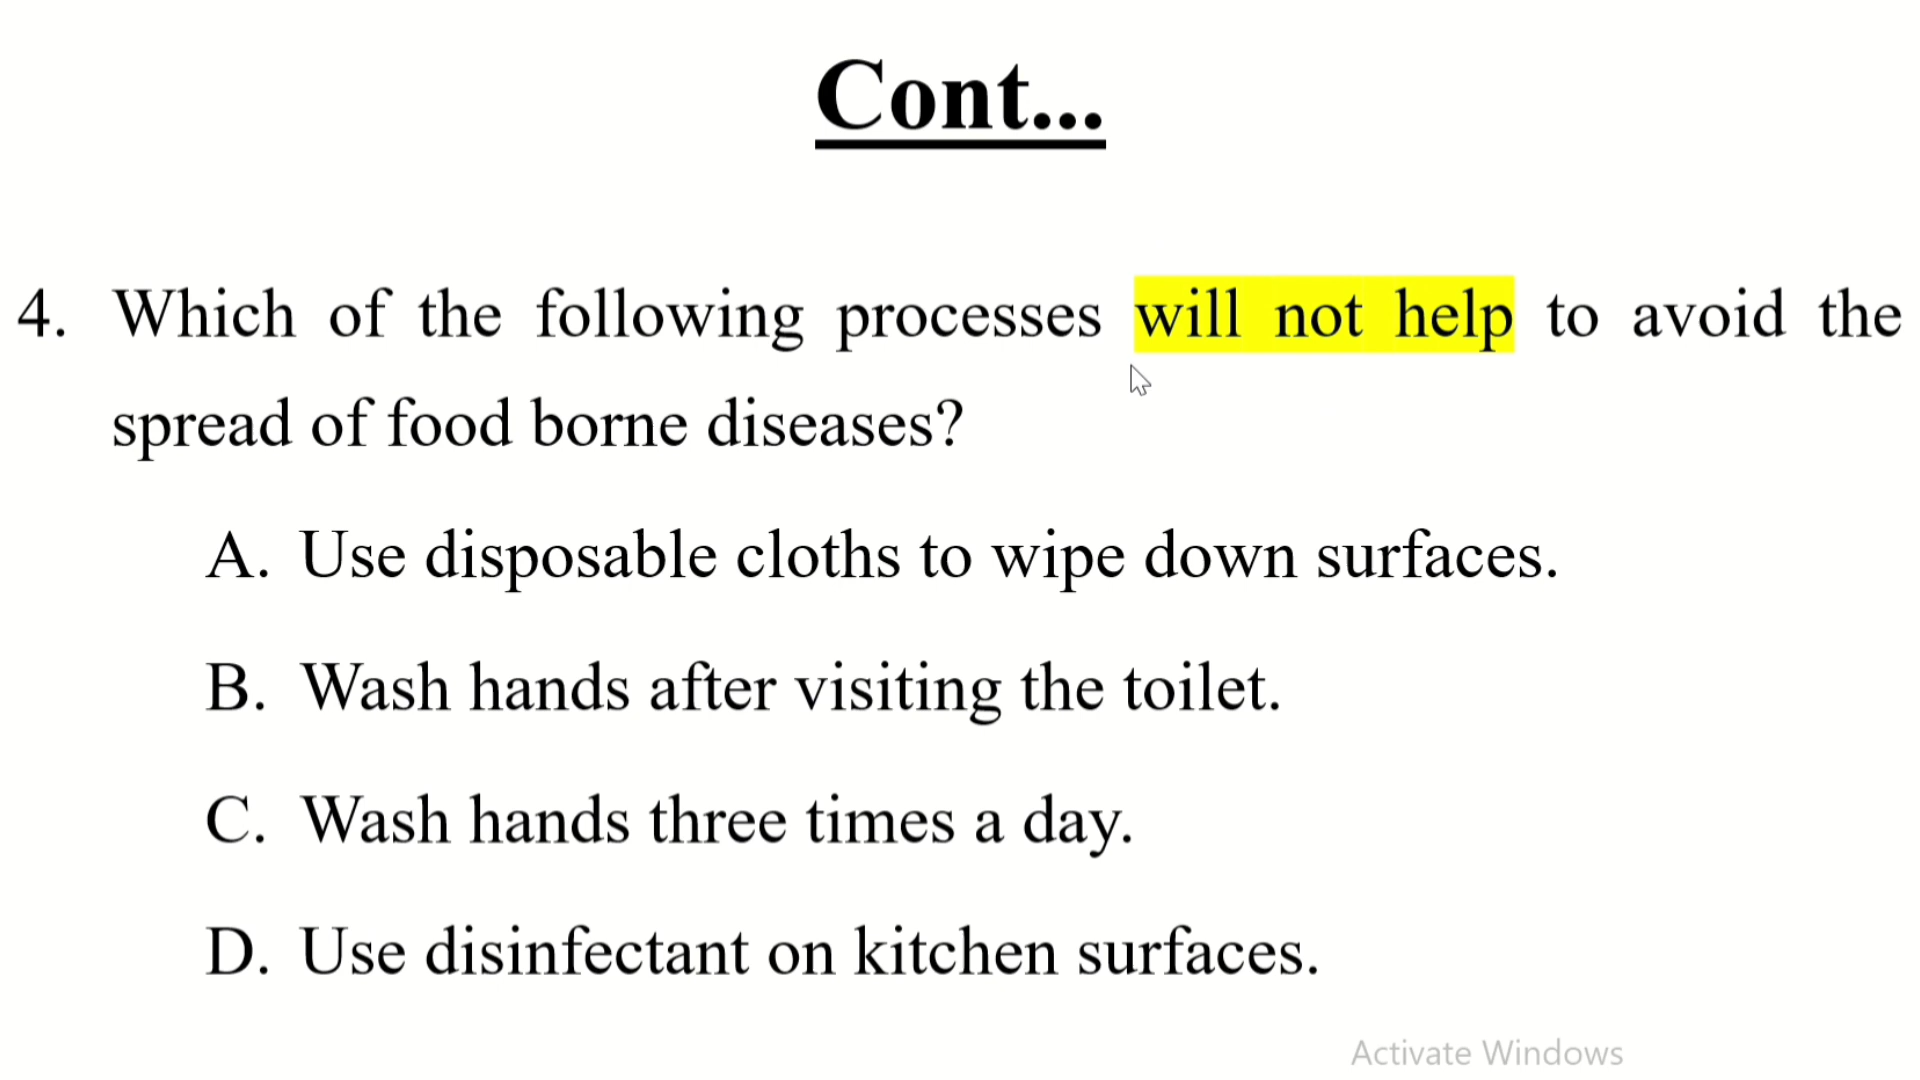 Cont...
4. Which of the following processes will not help to avoid the
spread of food borne diseases?
A. Use disposable cloths to wipe down surfaces.
B. Wash hands after visiting the toilet.
C. Wash hands three times a day.
D. Use disinfectant on kitchen surfaces.
Activate Windows